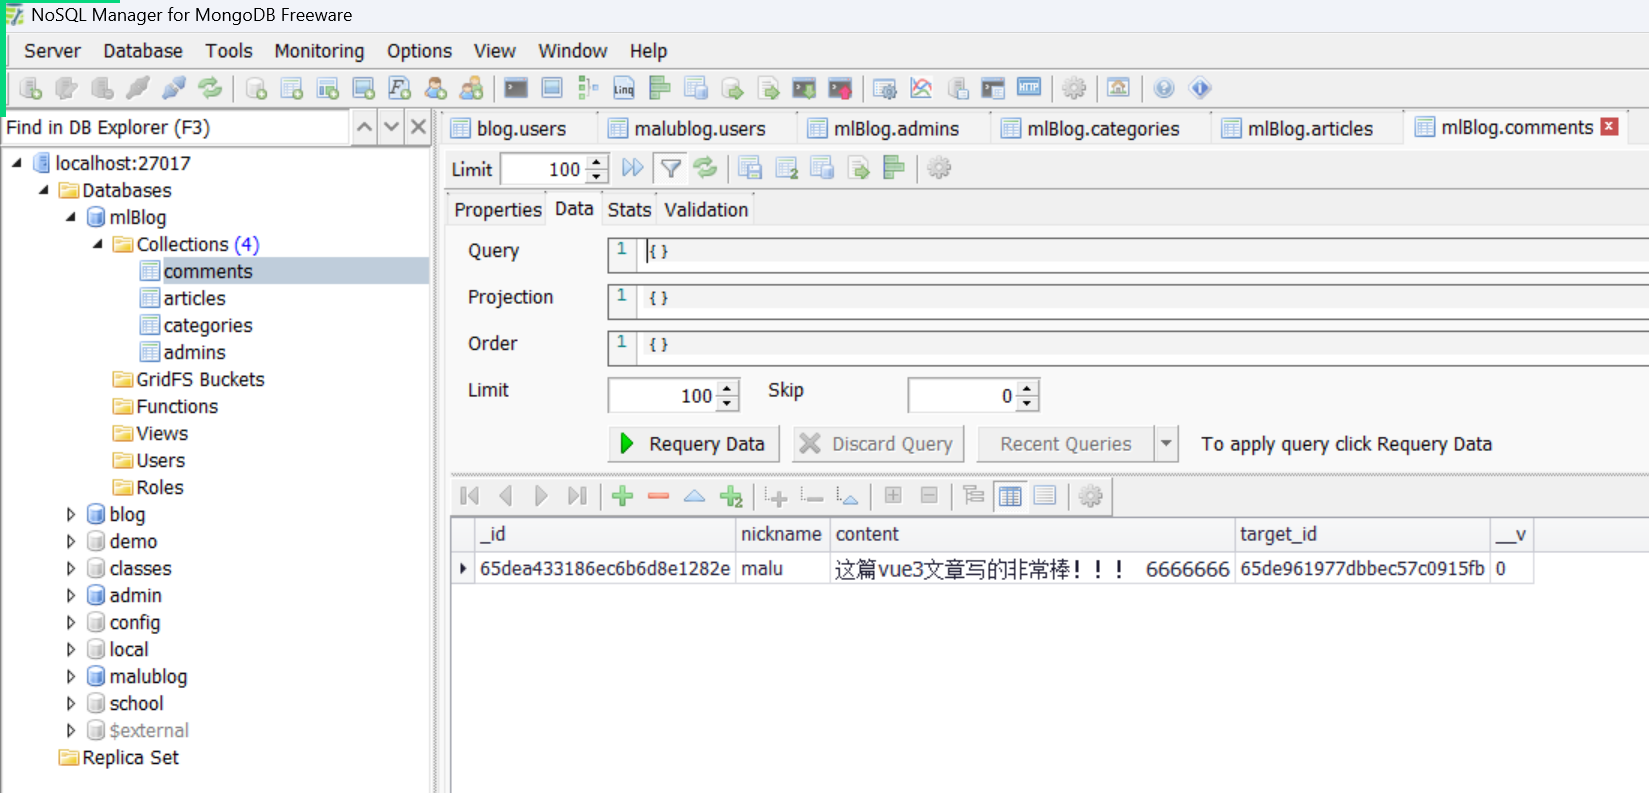 NoSQL Manager for MongoDB Freeware
Server Database Tools Monitoring Options View Window Help
Find in DB Explorer (F3)
localhost:27017
Databases
mlBlog
Collections (4)
comments
articles
categories
admins
GridFS Buckets
Functions
Views
Users
Roles
blog
demo
classes
admin
config
local
malublog
school
$external
Replica Set
blog.users malublog.users mlBlog.admins mlBlog.categories mlBlog.articles mlBlog.comments
Limit 100
Properties Data Stats Validation
Query 1 {}
Projection 1 {}
Order 1 {}
Limit 100 Skip 0
Requery Data Discard Query Recent Queries To apply query click Requery Data
_id nickname content target_id __v
65dea433186ec6b6d8e1282e malu 这篇vue3文章写的非常棒！！！ 6666666 65de961977dbbec57c0915fb 0